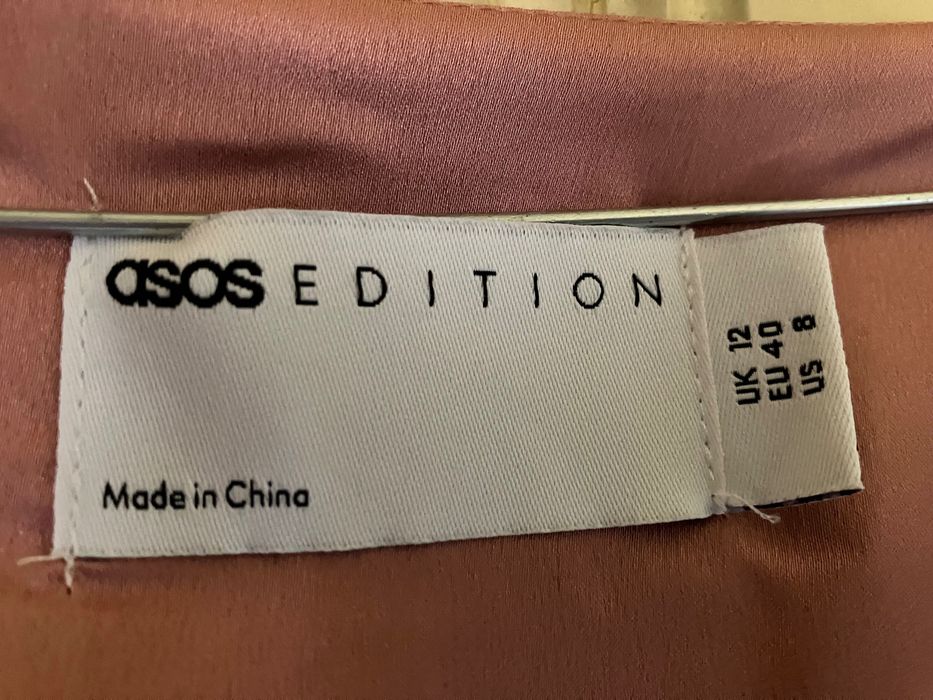 asos EDITION
Made in China
UK 12
EU 40
US 8